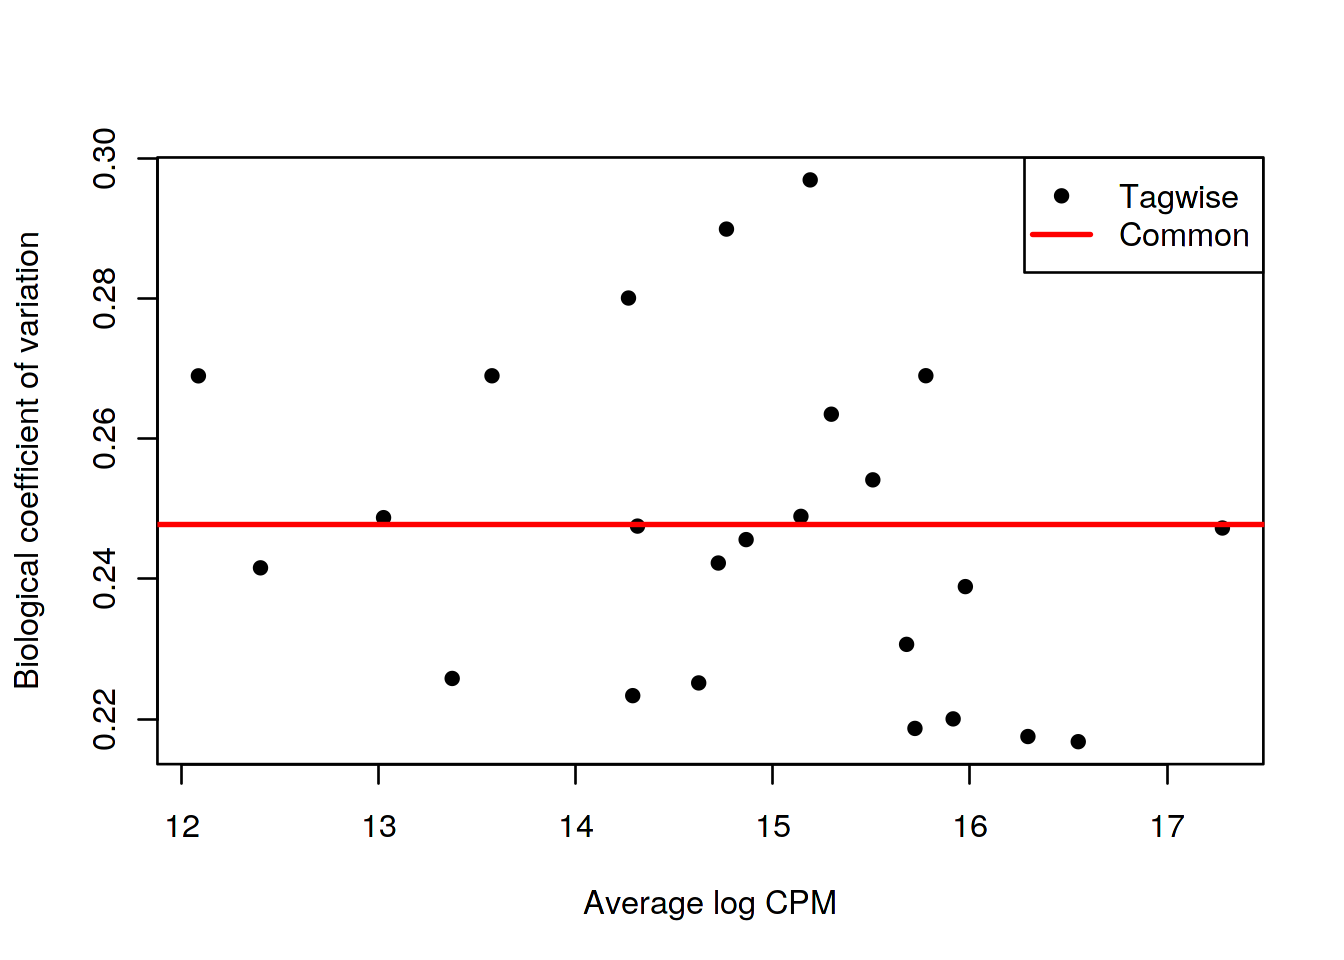 Biological coefficient of variation
0.30
0.28
0.26
0.24
0.22
Tagwise
Common
12 13 14 15 16 17
Average log CPM